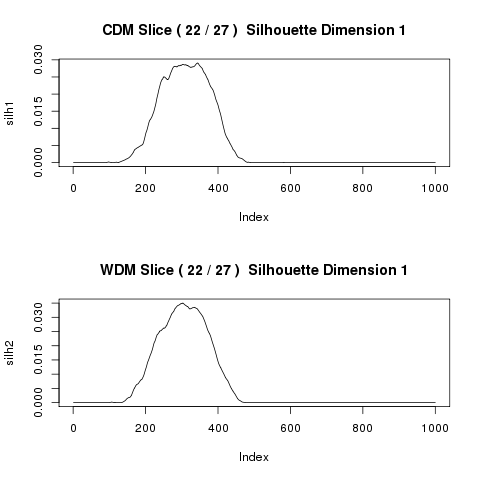 CDM Slice ( 22 / 27 )  Silhouette Dimension 1
silh1
0.030
0.015
0.000
0 200 400 600 800 1000
Index
WDM Slice ( 22 / 27 )  Silhouette Dimension 1
silh2
0.030
0.015
0.000
0 200 400 600 800 1000
Index